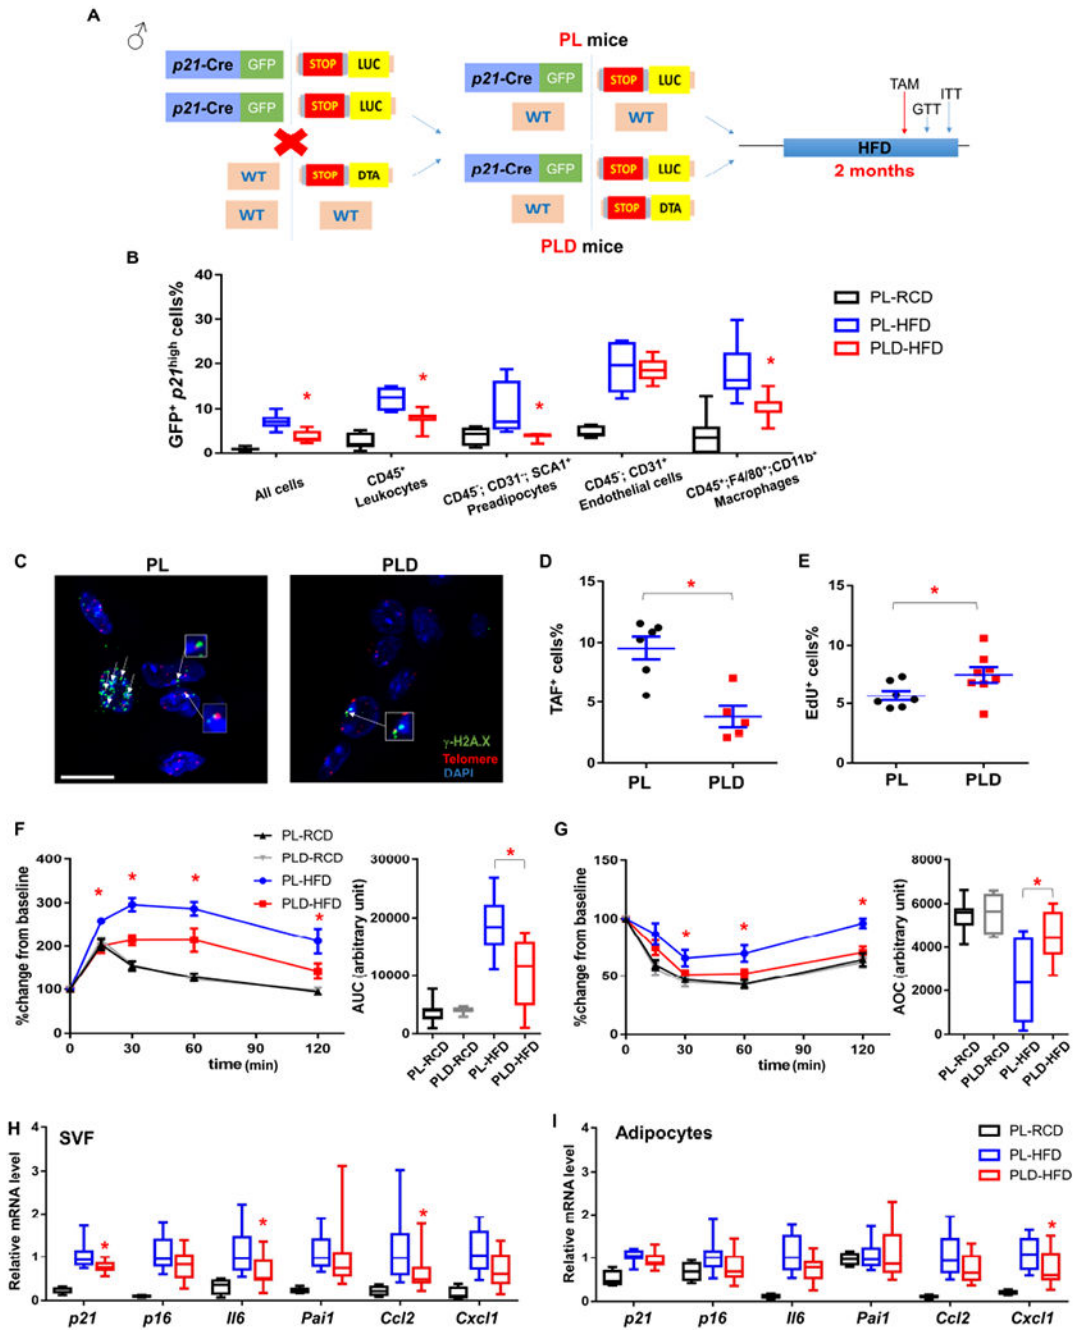 A
♂
PL mice
p21-Cre GFP STOP LUC
p21-Cre GFP STOP LUC
p21-Cre GFP STOP LUC
WT WT
TAM
GTT
ITT
HFD
2 months
WT STOP DTA
WT WT
p21-Cre GFP STOP LUC
WT STOP DTA
PLD mice
B
GFP+ p21high cells%
40
30
20
10
0
* * * *
All cells
CD45+
Leukocytes
CD45-; CD31-; SCA1+
Preadipocytes
CD45-; CD31+
Endothelial cells
CD45+;F4/80+;CD11b+
Macrophages
PL-RCD
PL-HFD
PLD-HFD
C
PL PLD
γ-H2A.X
Telomere
DAPI
D
TAF+ cells%
15
10
5
0
*
PL PLD
E
EdU+ cells%
15
10
5
0
*
PL PLD
F
PL-RCD
PLD-RCD
PL-HFD
PLD-HFD
%change from baseline
400
300
200
100
0
* * * *
0 30 60 90 120
time (min)
AUC (arbitrary unit)
30000
20000
10000
0
*
PL-RCD PLD-RCD PL-HFD PLD-HFD
G
%change from baseline
150
100
50
0
* * *
0 30 60 90 120
time (min)
AOC (arbitrary unit)
8000
6000
4000
2000
0
*
PL-RCD PLD-RCD PL-HFD PLD-HFD
H SVF
Relative mRNA level
4
3
2
1
0
* * *
p21 p16 Il6 Pai1 Ccl2 Cxcl1
I Adipocytes
Relative mRNA level
4
3
2
1
0
*
p21 p16 Il6 Pai1 Ccl2 Cxcl1
PL-RCD
PL-HFD
PLD-HFD